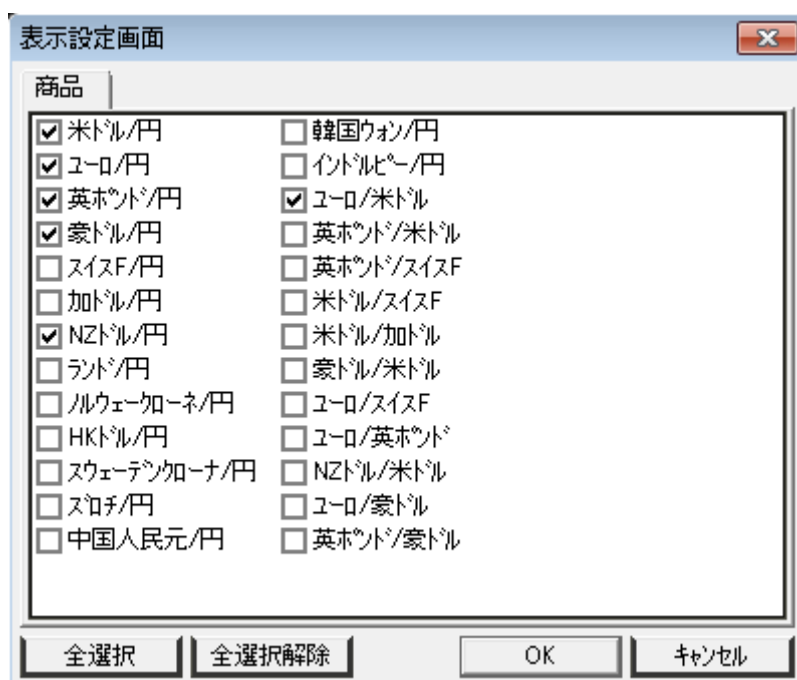 表示設定画面
商品
米ﾄﾞﾙ/円
ﾕｰﾛ/円
英ﾎﾟﾝﾄﾞ/円
豪ﾄﾞﾙ/円
ｽｲｽF/円
加ﾄﾞﾙ/円
NZﾄﾞﾙ/円
ﾗﾝﾄﾞ/円
ﾉﾙｳｪｰｸﾛｰﾈ/円
HKﾄﾞﾙ/円
ｽｳｪｰﾃﾞﾝｸﾛｰﾅ/円
ｽﾞﾛﾁ/円
中国人民元/円
韓国ｳｫﾝ/円
ｲﾝﾄﾞﾙﾋﾟｰ/円
ﾕｰﾛ/米ﾄﾞﾙ
英ﾎﾟﾝﾄﾞ/米ﾄﾞﾙ
英ﾎﾟﾝﾄﾞ/ｽｲｽF
米ﾄﾞﾙ/ｽｲｽF
米ﾄﾞﾙ/加ﾄﾞﾙ
豪ﾄﾞﾙ/米ﾄﾞﾙ
ﾕｰﾛ/ｽｲｽF
ﾕｰﾛ/英ﾎﾟﾝﾄﾞ
NZﾄﾞﾙ/米ﾄﾞﾙ
ﾕｰﾛ/豪ﾄﾞﾙ
英ﾎﾟﾝﾄﾞ/豪ﾄﾞﾙ
全選択
全選択解除
OK
ｷｬﾝｾﾙ